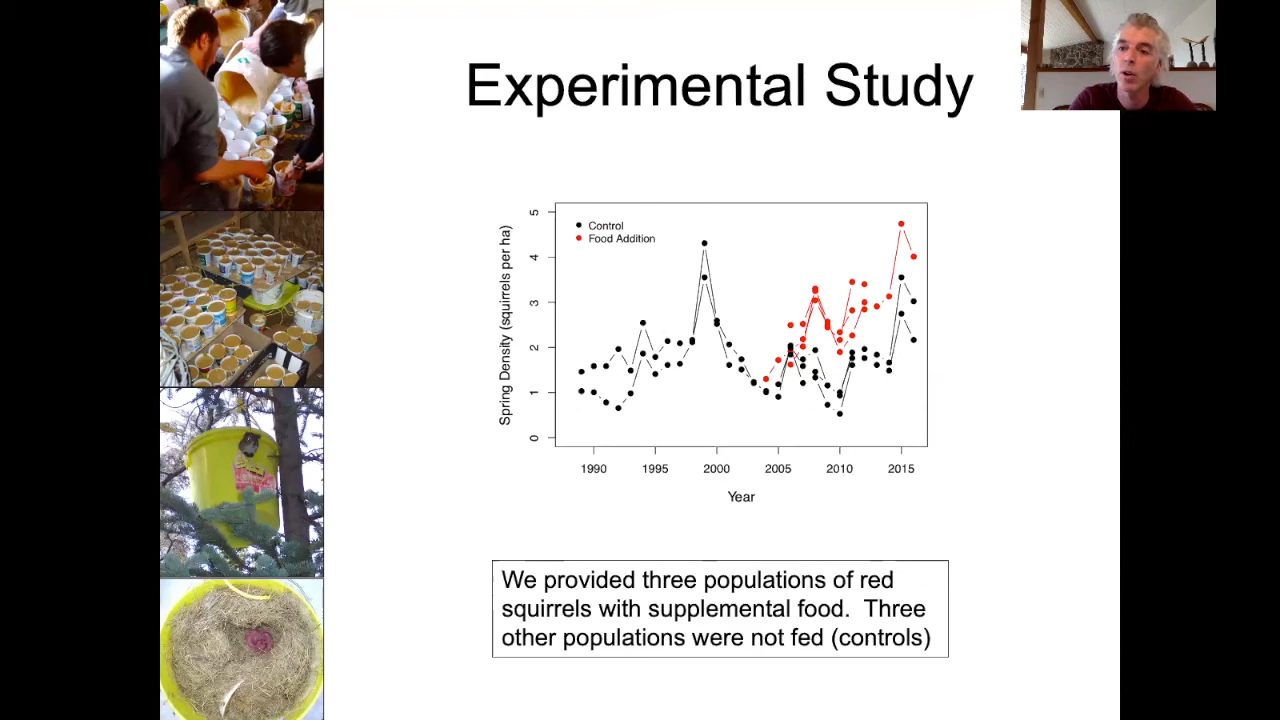 Experimental Study
5
4
3
2
1
0
Spring Density (squirrels per ha)
Control
Food Addition
1990 1995 2000 2005 2010 2015
Year
We provided three populations of red
squirrels with supplemental food. Three
other populations were not fed (controls)